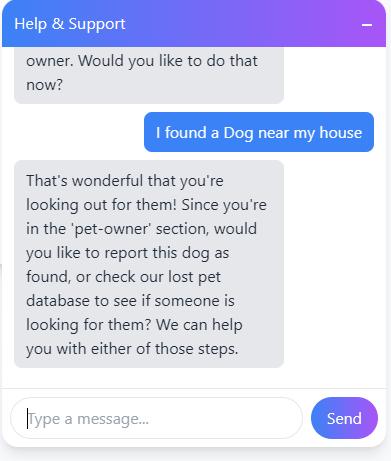 Help & Support
owner. Would you like to do that
now?
I found a Dog near my house
That's wonderful that you're
looking out for them! Since you're
in the 'pet-owner' section, would
you like to report this dog as
found, or check our lost pet
database to see if someone is
looking for them? We can help
you with either of those steps.
Type a message...
Send